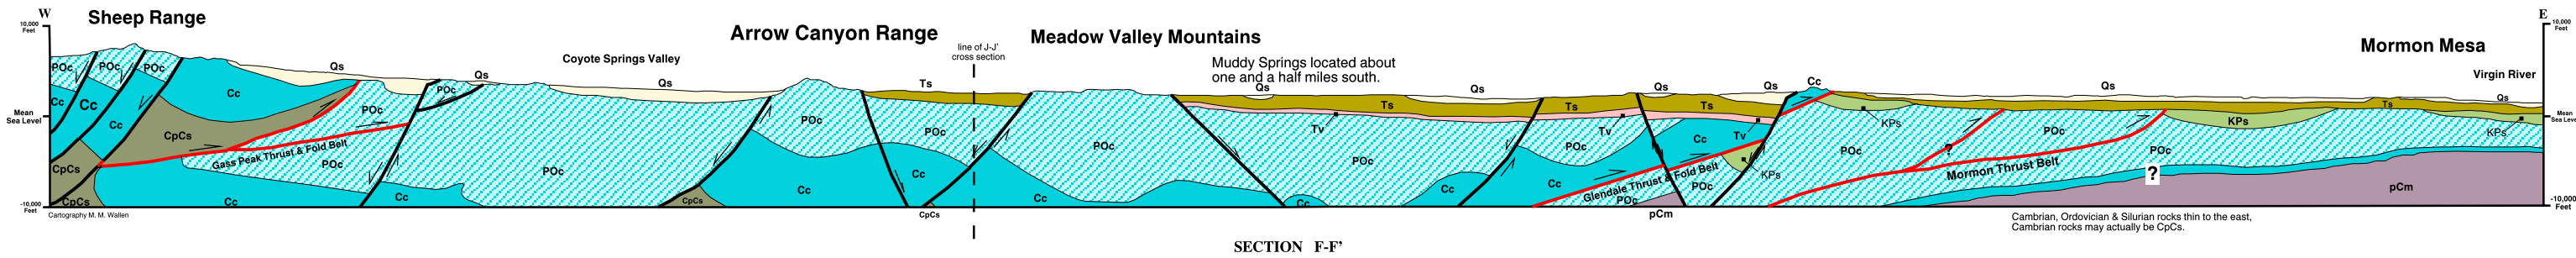 W
Sheep Range
Arrow Canyon Range
Meadow Valley Mountains
Mormon Mesa
E
10,000
Feet
10,000
Feet
line of J-J'
cross section
Coyote Springs Valley
Muddy Springs located about
one and a half miles south.
Virgin River
Qs
Qs
Qs
Ts
Qs
Qs
Qs
Qs
Cc
Qs
Qs
POc
POc
POc
Cc
POc
Ts
Ts
Ts
Ts
Cc
Cc
POc
Mean
Sea Level
Mean
Sea Level
Cc
CpCs
POc
POc
POc
Tv
Tv
Tv
KPs
KPs
KPs
POc
POc
POc
Cc
POc
POc
?
POc
Gass Peak Thrust & Fold Belt
POc
POc
Cc
KPs
Mormon Thrust Belt
?
CpCs
Cc
Cc
Cc
Cc
Glendale Thrust & Fold Belt
POc
pCm
CpCs
Cc
Cc
CpCs
Cc
Cc
POc
-10,000
Feet
-10,000
Feet
Cartography M. M. Wallen
CpCs
pCm
Cambrian, Ordovician & Silurian rocks thin to the east,
Cambrian rocks may actually be CpCs.
SECTION F-F'